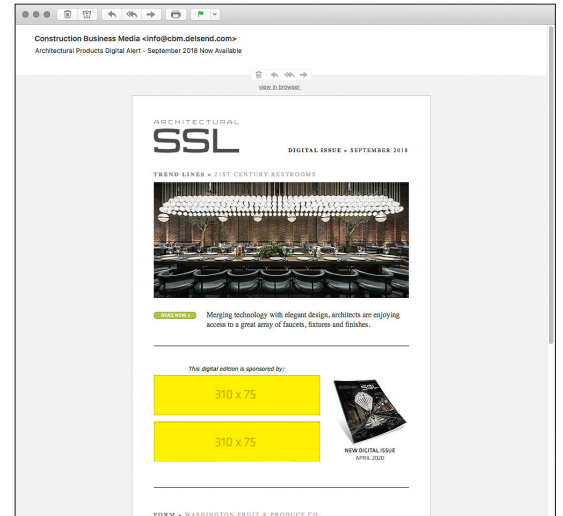 Construction Business Media <info@cbm.delsend.com>
Architectural Products Digital Alert - September 2018 Now Available
view in browser
ARCHITECTURAL
SSL
DIGITAL ISSUE » SEPTEMBER 2018
TREND LINES » 21ST CENTURY RESTROOMS
READ NOW »
Merging technology with elegant design, architects are enjoying
access to a great array of faucets, fixtures and finishes.
This digital edition is sponsored by:
310 x 75
310 x 75
SSL
NEW DIGITAL ISSUE
APRIL 2020
FORM » WASHINGTON FRUIT & PRODUCE CO.